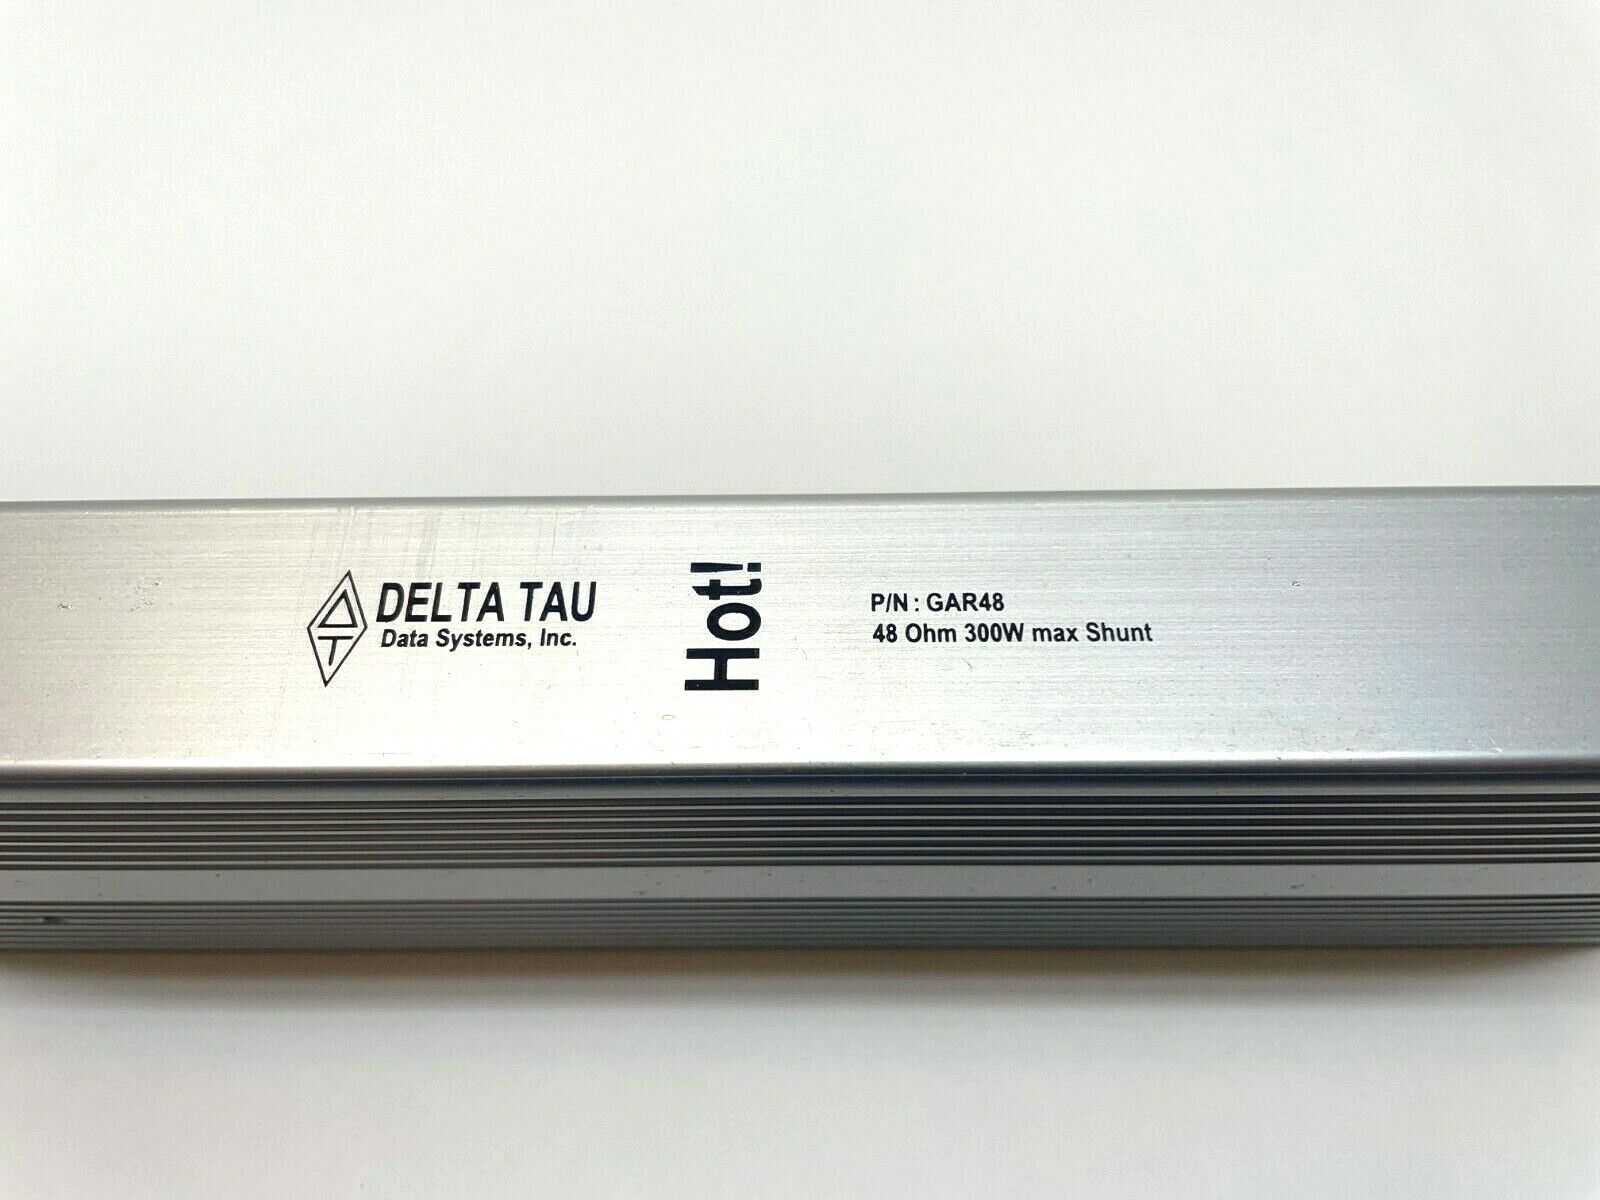 DELTA TAU
Data Systems, Inc.
Hot!
P/N : GAR48
48 Ohm 300W max Shunt